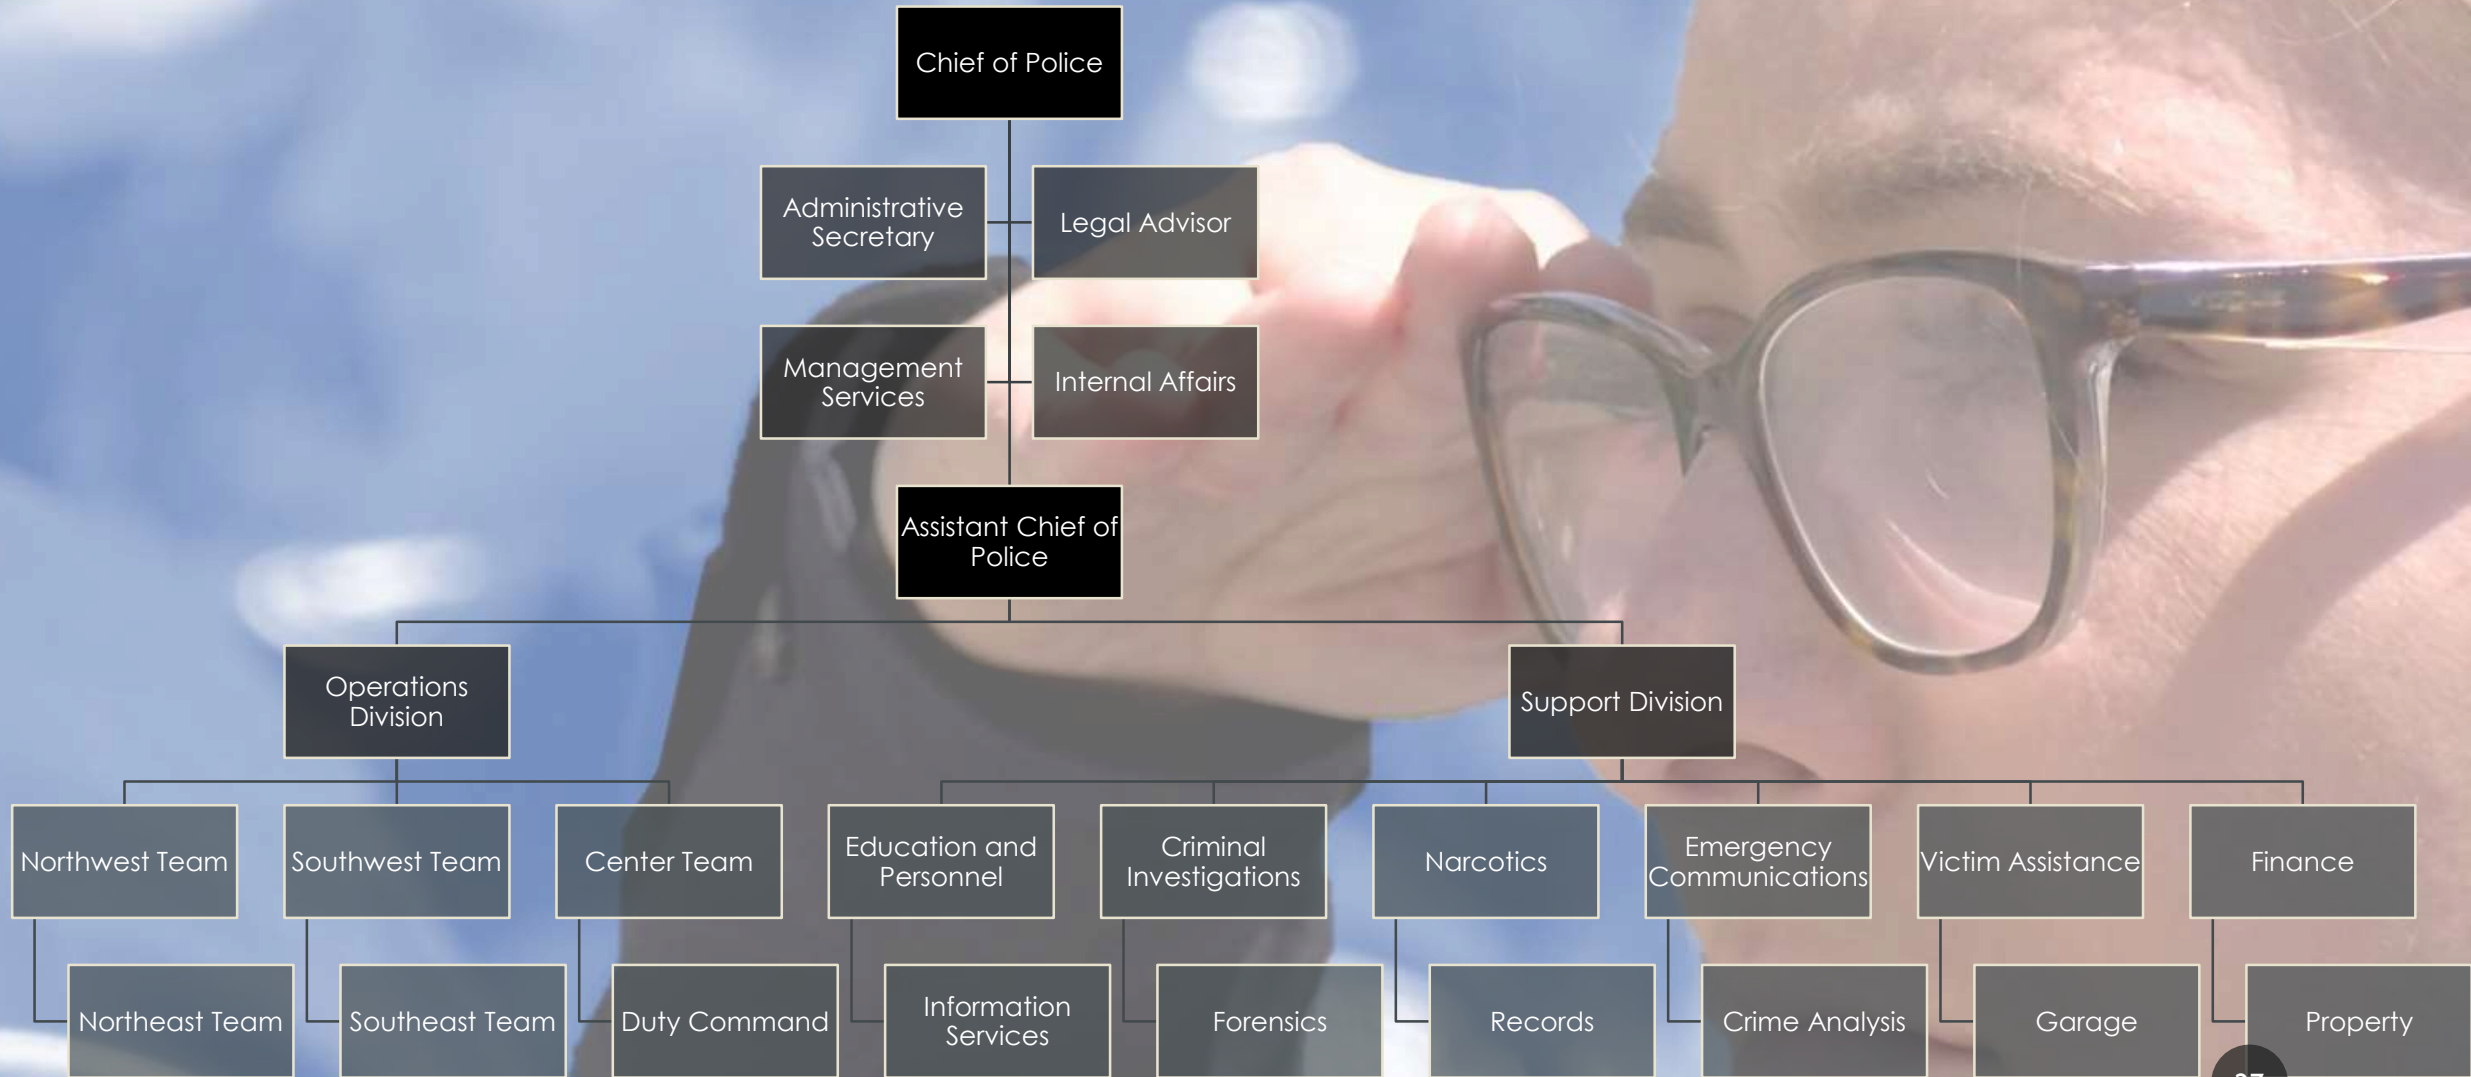 Chief of Police
Administrative
Secretary
Legal Advisor
Management
Services
Internal Affairs
Assistant Chief of
Police
Operations
Division
Support Division
Northwest Team
Southwest Team
Center Team
Education and
Personnel
Criminal
Investigations
Narcotics
Emergency
Communications
Victim Assistance
Finance
Northeast Team
Southeast Team
Duty Command
Information
Services
Forensics
Records
Crime Analysis
Garage
Property